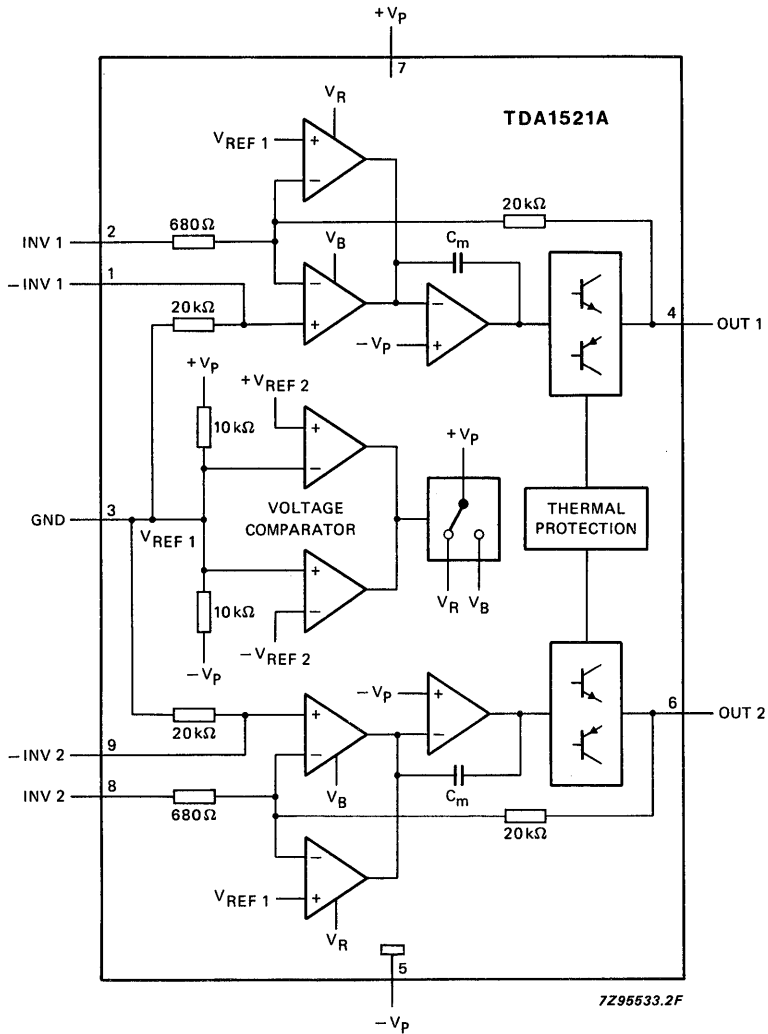 +VP
7
VR
TDA1521A
VREF 1
+
−
20kΩ
2
680Ω
INV 1
VB
Cm
1
−INV 1
−
−
20kΩ
+
4
OUT 1
−VP
+
+VP
+VREF 2
10kΩ
+
−
+VP
VOLTAGE
COMPARATOR
THERMAL
PROTECTION
3
GND
VREF 1
+
VR
VB
10kΩ
−
−VREF 2
−VP
−VP
+
6
OUT 2
20kΩ
+
−
9
−INV 2
−
8
INV 2
VB
Cm
680Ω
20kΩ
−
VREF 1
+
VR
5
7Z95533.2F
−VP